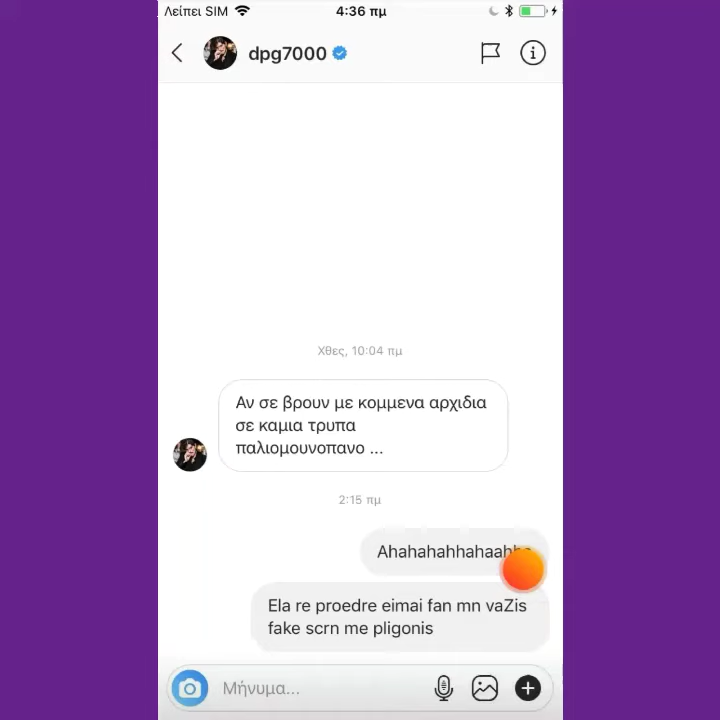 Λείπει SIM 4:36 πμ
dpg7000
Χθες, 10:04 πμ
Αν σε βρουν με κομμενα αρχιδια
σε καμια τρυπα
παλιομουνοπανο ...
2:15 πμ
Ela re proedre eimai fan mn vaZis
fake scrn me pligonis
Μήνυμα...